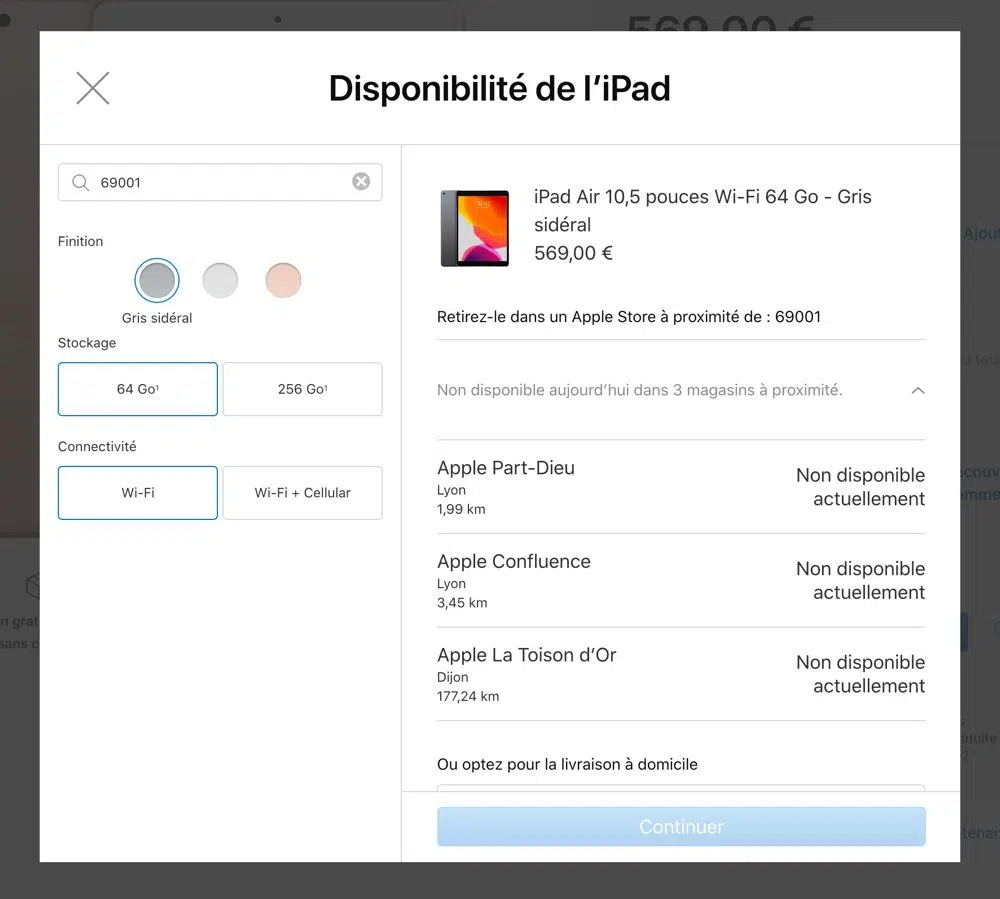 569,00 €
Disponibilité de l’iPad
69001
Finition
Gris sidéral
Stockage
64 Go¹
256 Go¹
Connectivité
Wi-Fi
Wi-Fi + Cellular
iPad Air 10,5 pouces Wi-Fi 64 Go - Gris
sidéral
569,00 €
Retirez-le dans un Apple Store à proximité de : 69001
Non disponible aujourd’hui dans 3 magasins à proximité.
Apple Part-Dieu
Lyon
1,99 km
Non disponible
actuellement
Apple Confluence
Lyon
3,45 km
Non disponible
actuellement
Apple La Toison d’Or
Dijon
177,24 km
Non disponible
actuellement
Ou optez pour la livraison à domicile
Continuer